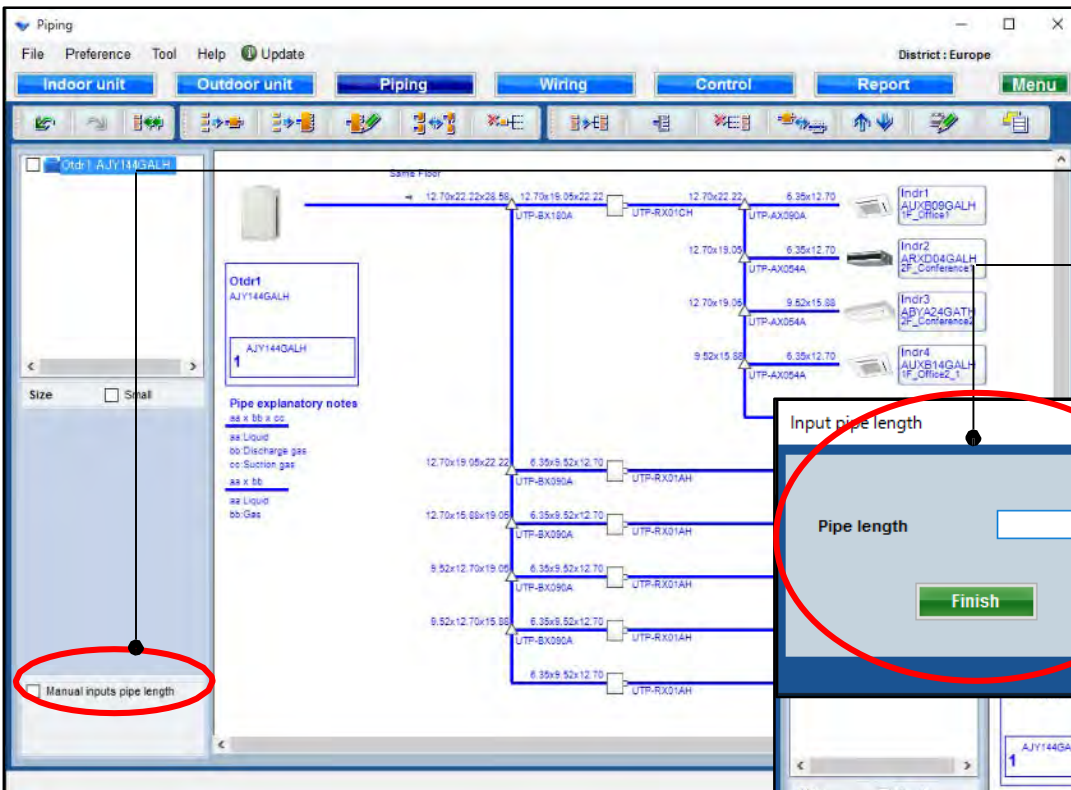 Piping
File Preference Tool Help Update District : Europe
Indoor unit Outdoor unit Piping Wiring Control Report Menu
Otdr1 AJY144GALH
Size Small
Manual inputs pipe length
Same Floor
12.70x22.22x28.58 12.70x19.05x22.22 12.70x22.22 6.35x12.70
UTP-BX180A UTP-RX01CH UTP-AX090A
Indr1
AUXB09GALH
1F_Office1
12.70x19.05 6.35x12.70
UTP-AX054A
Indr2
ARXD04GALH
2F_Conference1
12.70x19.05 9.52x15.88
UTP-AX054A
Indr3
ABYA24GATH
2F_Conference2
9.52x15.88 6.35x12.70
UTP-AX054A
Indr4
AUXB14GALH
1F_Office2_1
Otdr1
AJY144GALH
AJY144GALH
1
Pipe explanatory notes
aa x bb x cc
aa:Liquid
bb:Discharge gas
cc:Suction gas
aa x bb
aa:Liquid
bb:Gas
12.70x19.05x22.22 6.35x9.52x12.70
UTP-BX090A UTP-RX01AH
12.70x15.88x19.05 6.35x9.52x12.70
UTP-BX090A UTP-RX01AH
9.52x12.70x19.05 6.35x9.52x12.70
UTP-BX090A UTP-RX01AH
9.52x12.70x15.88 6.35x9.52x12.70
UTP-BX090A UTP-RX01AH
6.35x9.52x12.70
UTP-RX01AH
Input pipe length
Pipe length
Finish
AJY144GA
1